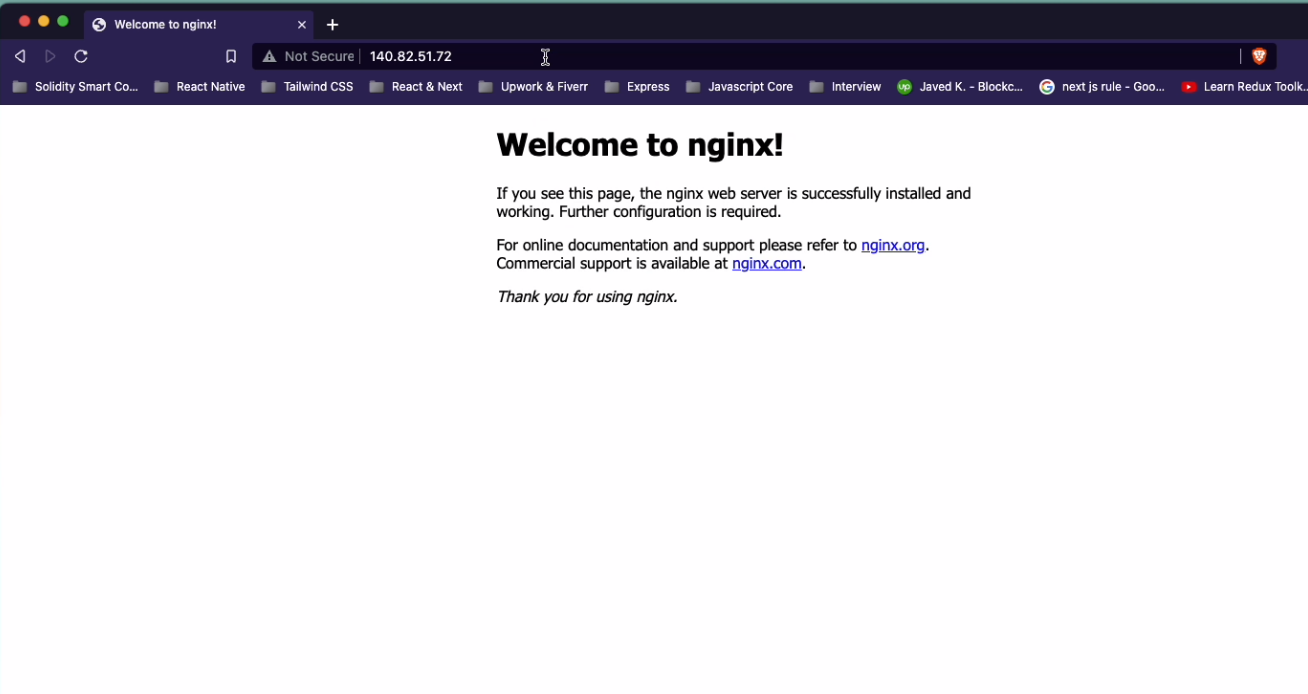 Welcome to nginx!
Not Secure 140.82.51.72
Solidity Smart Co... React Native Tailwind CSS React & Next Upwork & Fiverr Express Javascript Core Interview up Javed K. - Blockc... G next js rule - Goo... Learn Redux Toolk..
Welcome to nginx!
If you see this page, the nginx web server is successfully installed and
working. Further configuration is required.
For online documentation and support please refer to nginx.org.
Commercial support is available at nginx.com.
Thank you for using nginx.